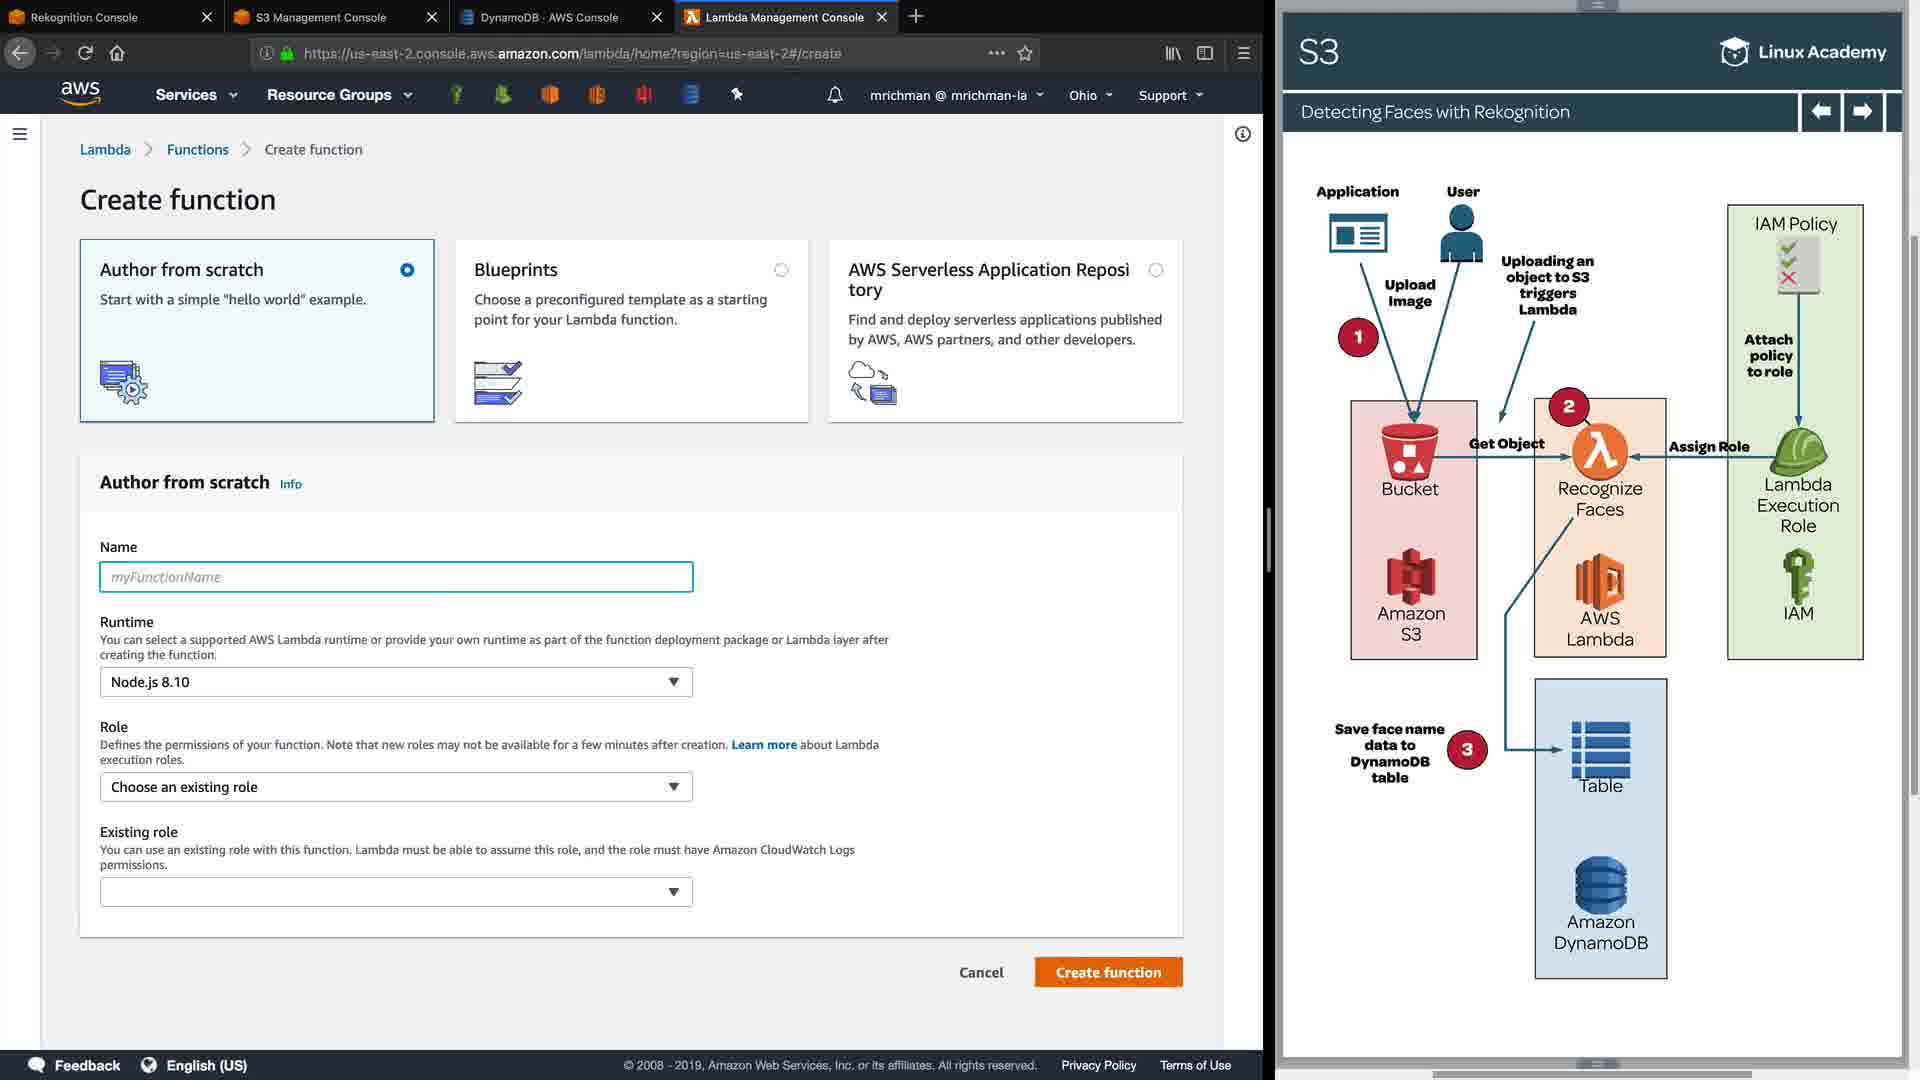 Rekognition Console
S3 Management Console
DynamoDB · AWS Console
Lambda Management Console
https://us-east-2.console.aws.amazon.com/lambda/home?region=us-east-2#/create
aws
Services
Resource Groups
mrichman @ mrichman-la
Ohio
Support
Lambda
Functions
Create function
Create function
Author from scratch
Start with a simple "hello world" example.
Blueprints
Choose a preconfigured template as a starting
point for your Lambda function.
AWS Serverless Application Reposi
tory
Find and deploy serverless applications published
by AWS, AWS partners, and other developers.
Author from scratch Info
Name
myFunctionName
Runtime
You can select a supported AWS Lambda runtime or provide your own runtime as part of the function deployment package or Lambda layer after
creating the function.
Node.js 8.10
Role
Defines the permissions of your function. Note that new roles may not be available for a few minutes after creation. Learn more about Lambda
execution roles.
Choose an existing role
Existing role
You can use an existing role with this function. Lambda must be able to assume this role, and the role must have Amazon CloudWatch Logs
permissions.
Cancel
Create function
Feedback
English (US)
© 2008 - 2019, Amazon Web Services, Inc. or its affiliates. All rights reserved.
Privacy Policy
Terms of Use
S3
Linux Academy
Detecting Faces with Rekognition
Application
User
Upload
Image
Uploading an
object to S3
triggers
Lambda
IAM Policy
Attach
policy
to role
1
2
Get Object
Assign Role
Bucket
Recognize
Faces
Lambda
Execution
Role
Amazon
S3
AWS
Lambda
IAM
Save face name
data to
DynamoDB
table
3
Table
Amazon
DynamoDB